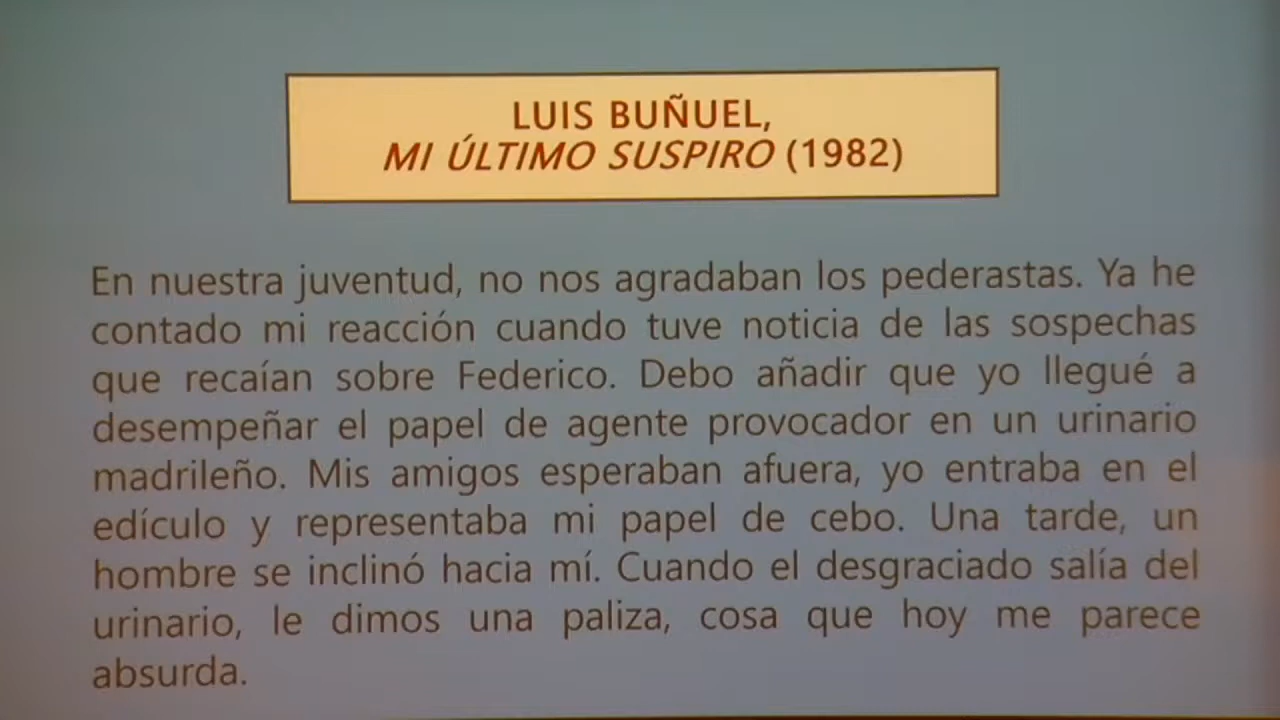 LUIS BUÑUEL,
MI ÚLTIMO SUSPIRO (1982)
En nuestra juventud, no nos agradaban los pederastas. Ya he
contado mi reacción cuando tuve noticia de las sospechas
que recaían sobre Federico. Debo añadir que yo llegué a
desempeñar el papel de agente provocador en un urinario
madrileño. Mis amigos esperaban afuera, yo entraba en el
edículo y representaba mi papel de cebo. Una tarde, un
hombre se inclinó hacia mí. Cuando el desgraciado salía del
urinario, le dimos una paliza, cosa que hoy me parece
absurda.